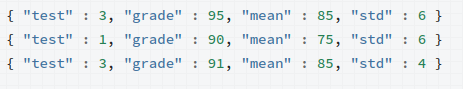 { "test" : 3, "grade" : 95, "mean" : 85, "std" : 6 }
{ "test" : 1, "grade" : 90, "mean" : 75, "std" : 6 }
{ "test" : 3, "grade" : 91, "mean" : 85, "std" : 4 }